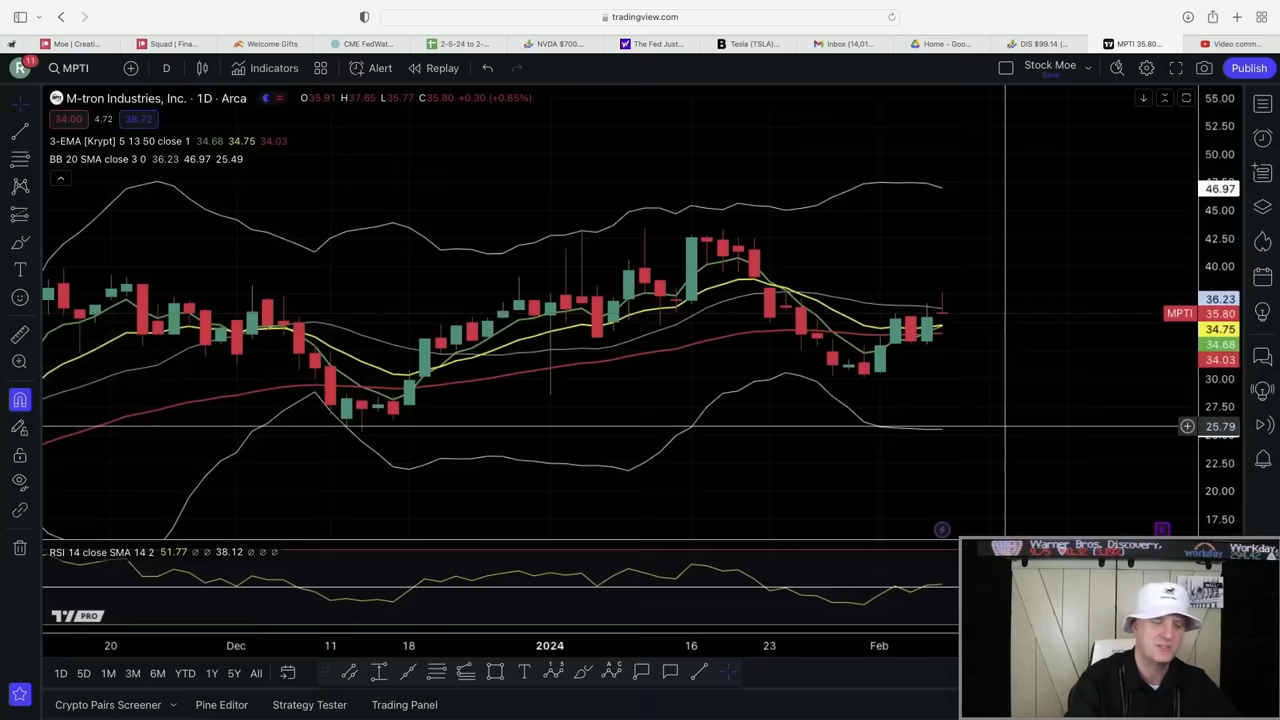 tradingview.com
Moe | Creati...
Squad | Fina...
Welcome Gifts
CME FedWat...
2-5-24 to 2-...
NVDA $700....
The Fed Just...
Tesla (TSLA)...
Inbox (14,01...
Home - Goo...
DIS $99.14 (...
MPTI 35.80...
Video comm...
R
11
MPTI
D
Indicators
Alert
Replay
Stock Moe
Save
Publish
M-tron Industries, Inc. · 1D · Arca
O35.91 H37.65 L35.77 C35.80 +0.30 (+0.85%)
34.00
4.72
38.72
3-EMA [Krypt] 5 13 50 close 1 34.68 34.75 34.03
BB 20 SMA close 3 0 36.23 46.97 25.49
55.00
52.50
50.00
46.97
45.00
42.50
40.00
36.23
MPTI 35.80
34.75
34.68
34.03
30.00
27.50
25.79
22.50
20.00
17.50
RSI 14 close SMA 14 2 51.77 ∅ ∅ 38.12 ∅ ∅ ∅
PRO
20
Dec
11
18
2024
16
23
Feb
1D
5D
1M
3M
6M
YTD
1Y
5Y
All
Crypto Pairs Screener
Pine Editor
Strategy Tester
Trading Panel
Warner Bros. Discovery,
workday
Workday